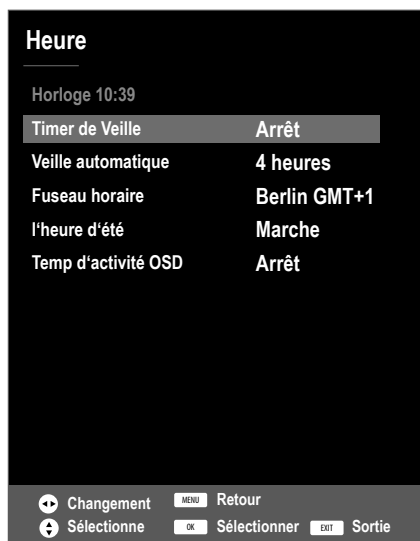 Heure
Horloge 10:39
Timer de Veille Arrêt
Veille automatique 4 heures
Fuseau horaire Berlin GMT+1
l‘heure d‘été Marche
Temp d‘activité OSD Arrêt
Changement MENU Retour
Sélectionne OK Sélectionner EXIT Sortie